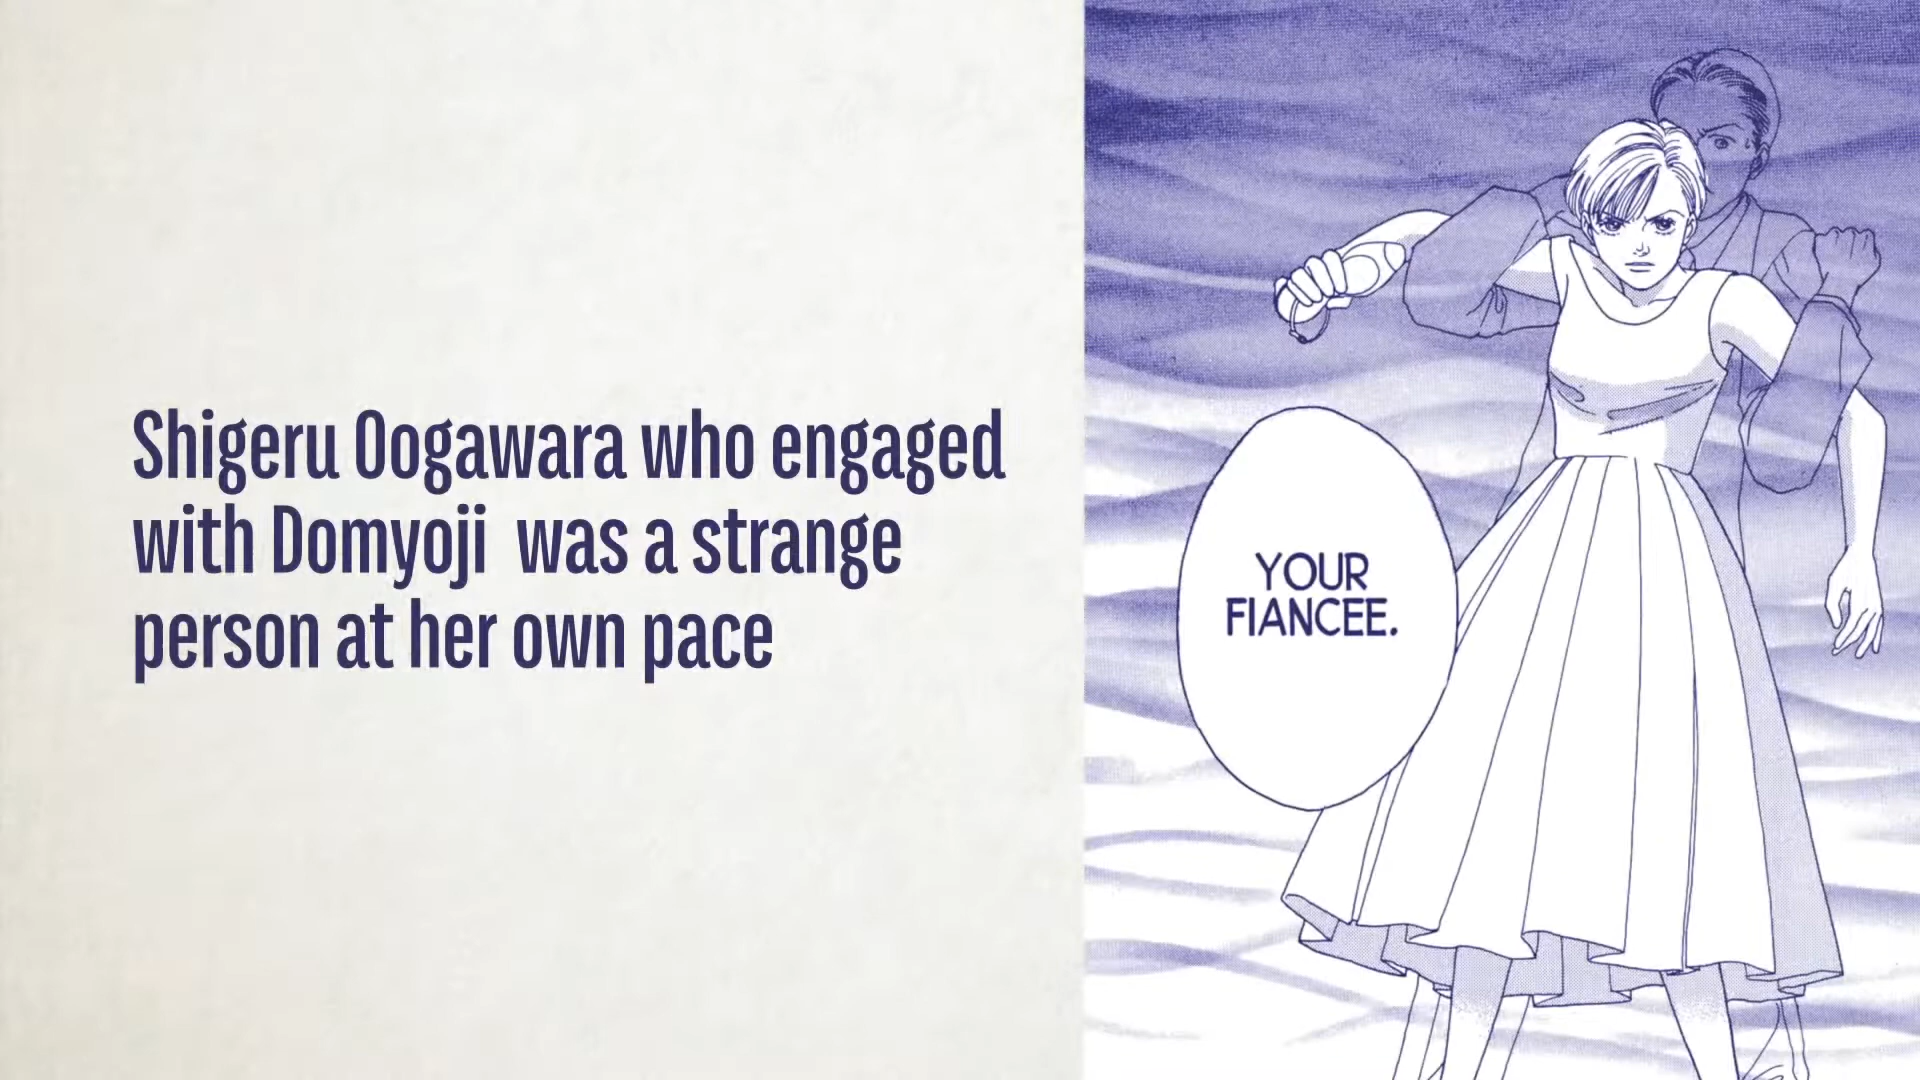 Shigeru Oogawara who engaged
with Domyoji  was a strange
person at her own pace
YOUR
FIANCEE.